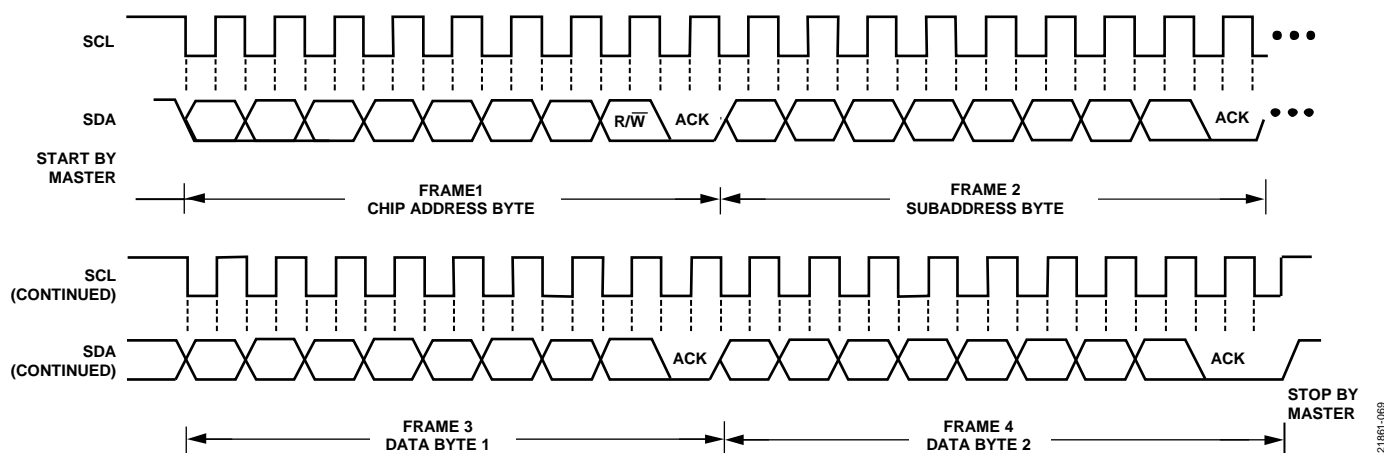 SCL
SDA
R/W̅
ACK
ACK
START BY
MASTER
FRAME1
CHIP ADDRESS BYTE
FRAME 2
SUBADDRESS BYTE
SCL
(CONTINUED)
SDA
(CONTINUED)
ACK
ACK
STOP BY
MASTER
FRAME 3
DATA BYTE 1
FRAME 4
DATA BYTE 2
21861-069